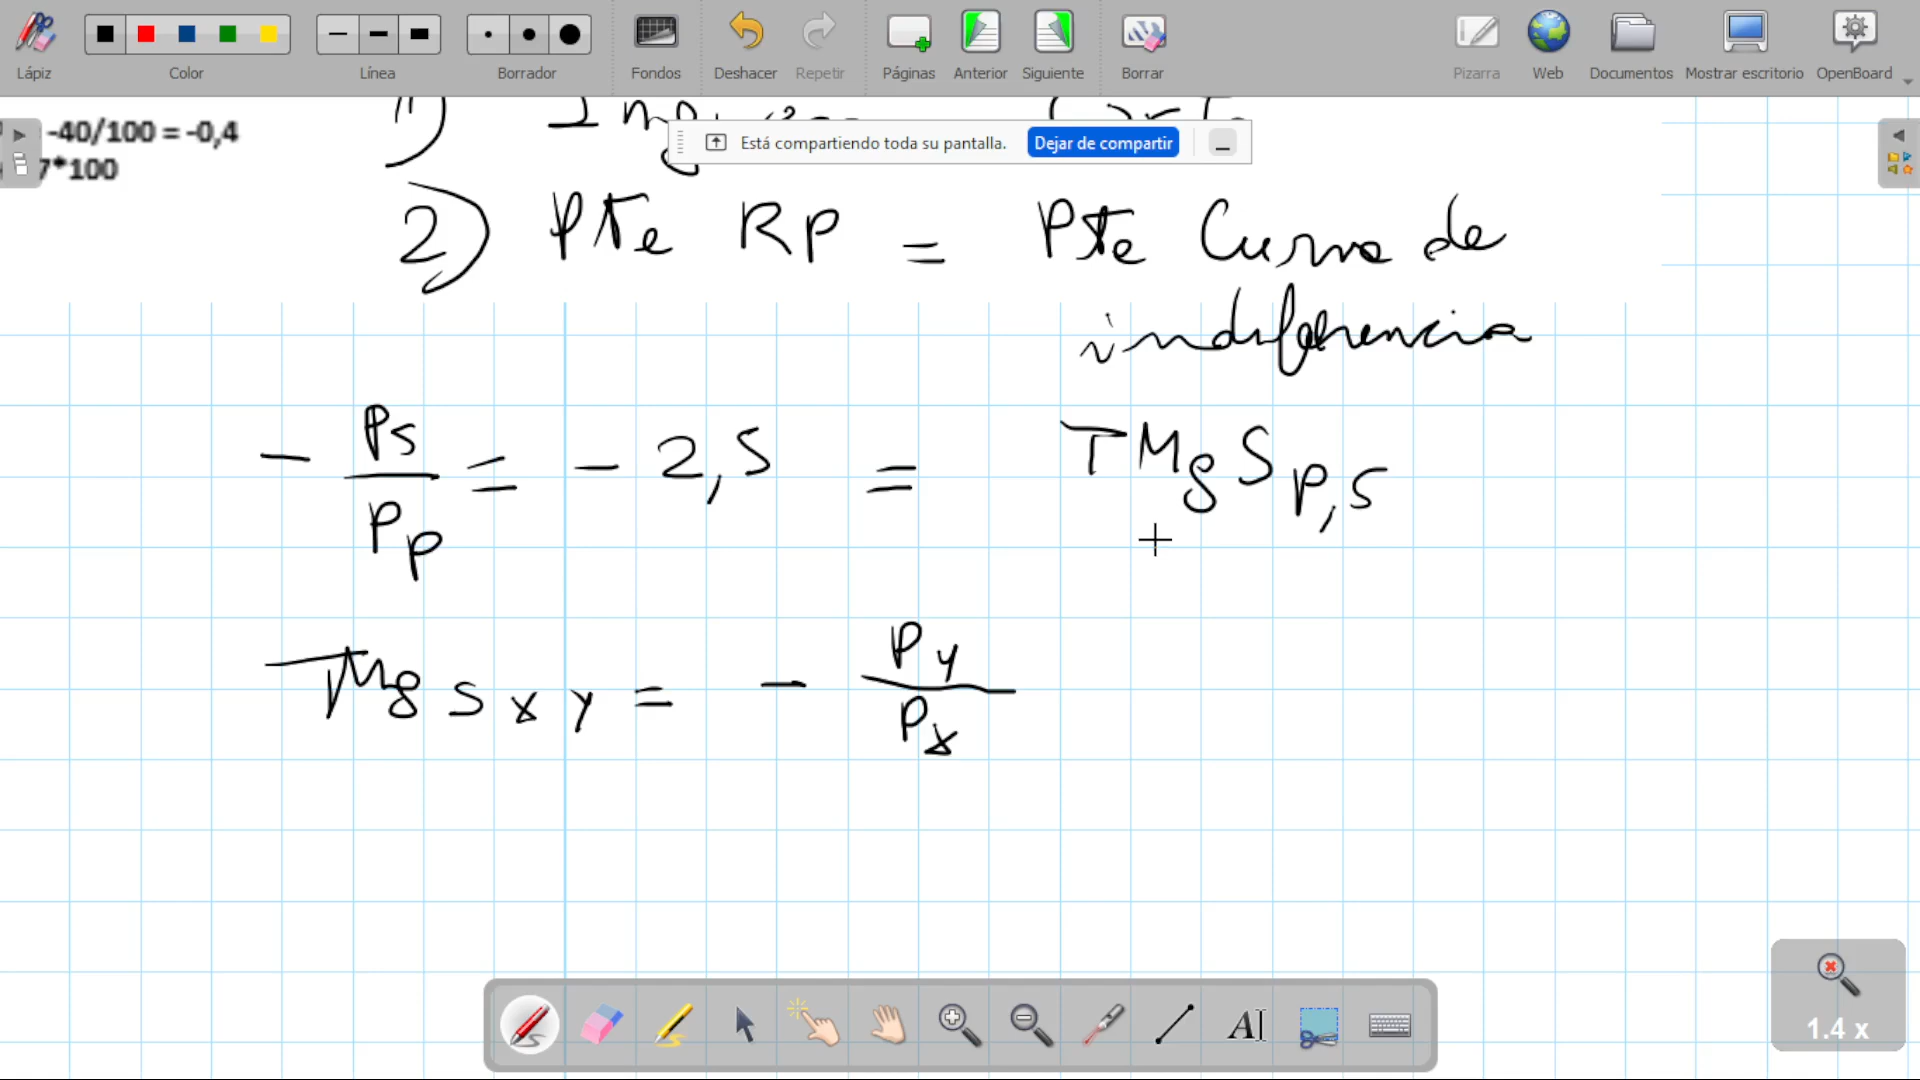 Lápiz Color Línea Borrador Fondos Deshacer Repetir Páginas Anterior Siguiente Borrar Pizarra Web Documentos Mostrar escritorio OpenBoard
-40/100 = -0,4
7*100
1)
Está compartiendo toda su pantalla. Dejar de compartir
2) Pte RP = Pte Curva de
indiferencia
- Ps/Pp = - 2,5 = TMgS P,S
TMgS x y = - Py/Px
1.4 x